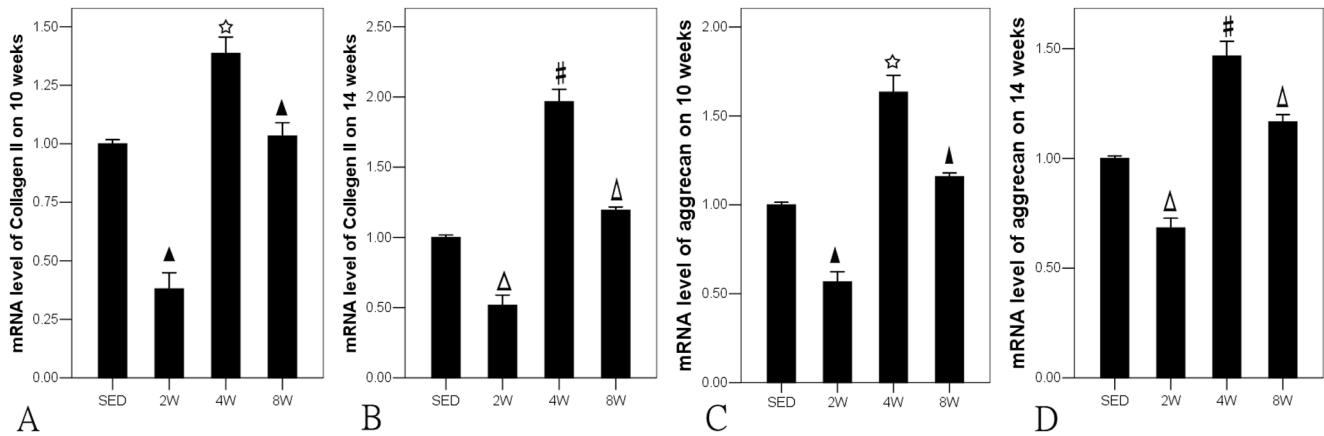 mRNA level of Collagen II on 10 weeks
1.50
1.25
1.00
0.75
0.50
0.25
0.00
SED 2W 4W 8W
A
mRNA level of Collegen II on 14 weeks
2.50
2.00
1.50
1.00
0.50
0.00
#
SED 2W 4W 8W
B
mRNA level of aggrecan on 10 weeks
2.00
1.50
1.00
0.50
0.00
SED 2W 4W 8W
C
mRNA level of aggrecan on 14 weeks
1.50
1.00
0.50
0.00
#
SED 2W 4W 8W
D